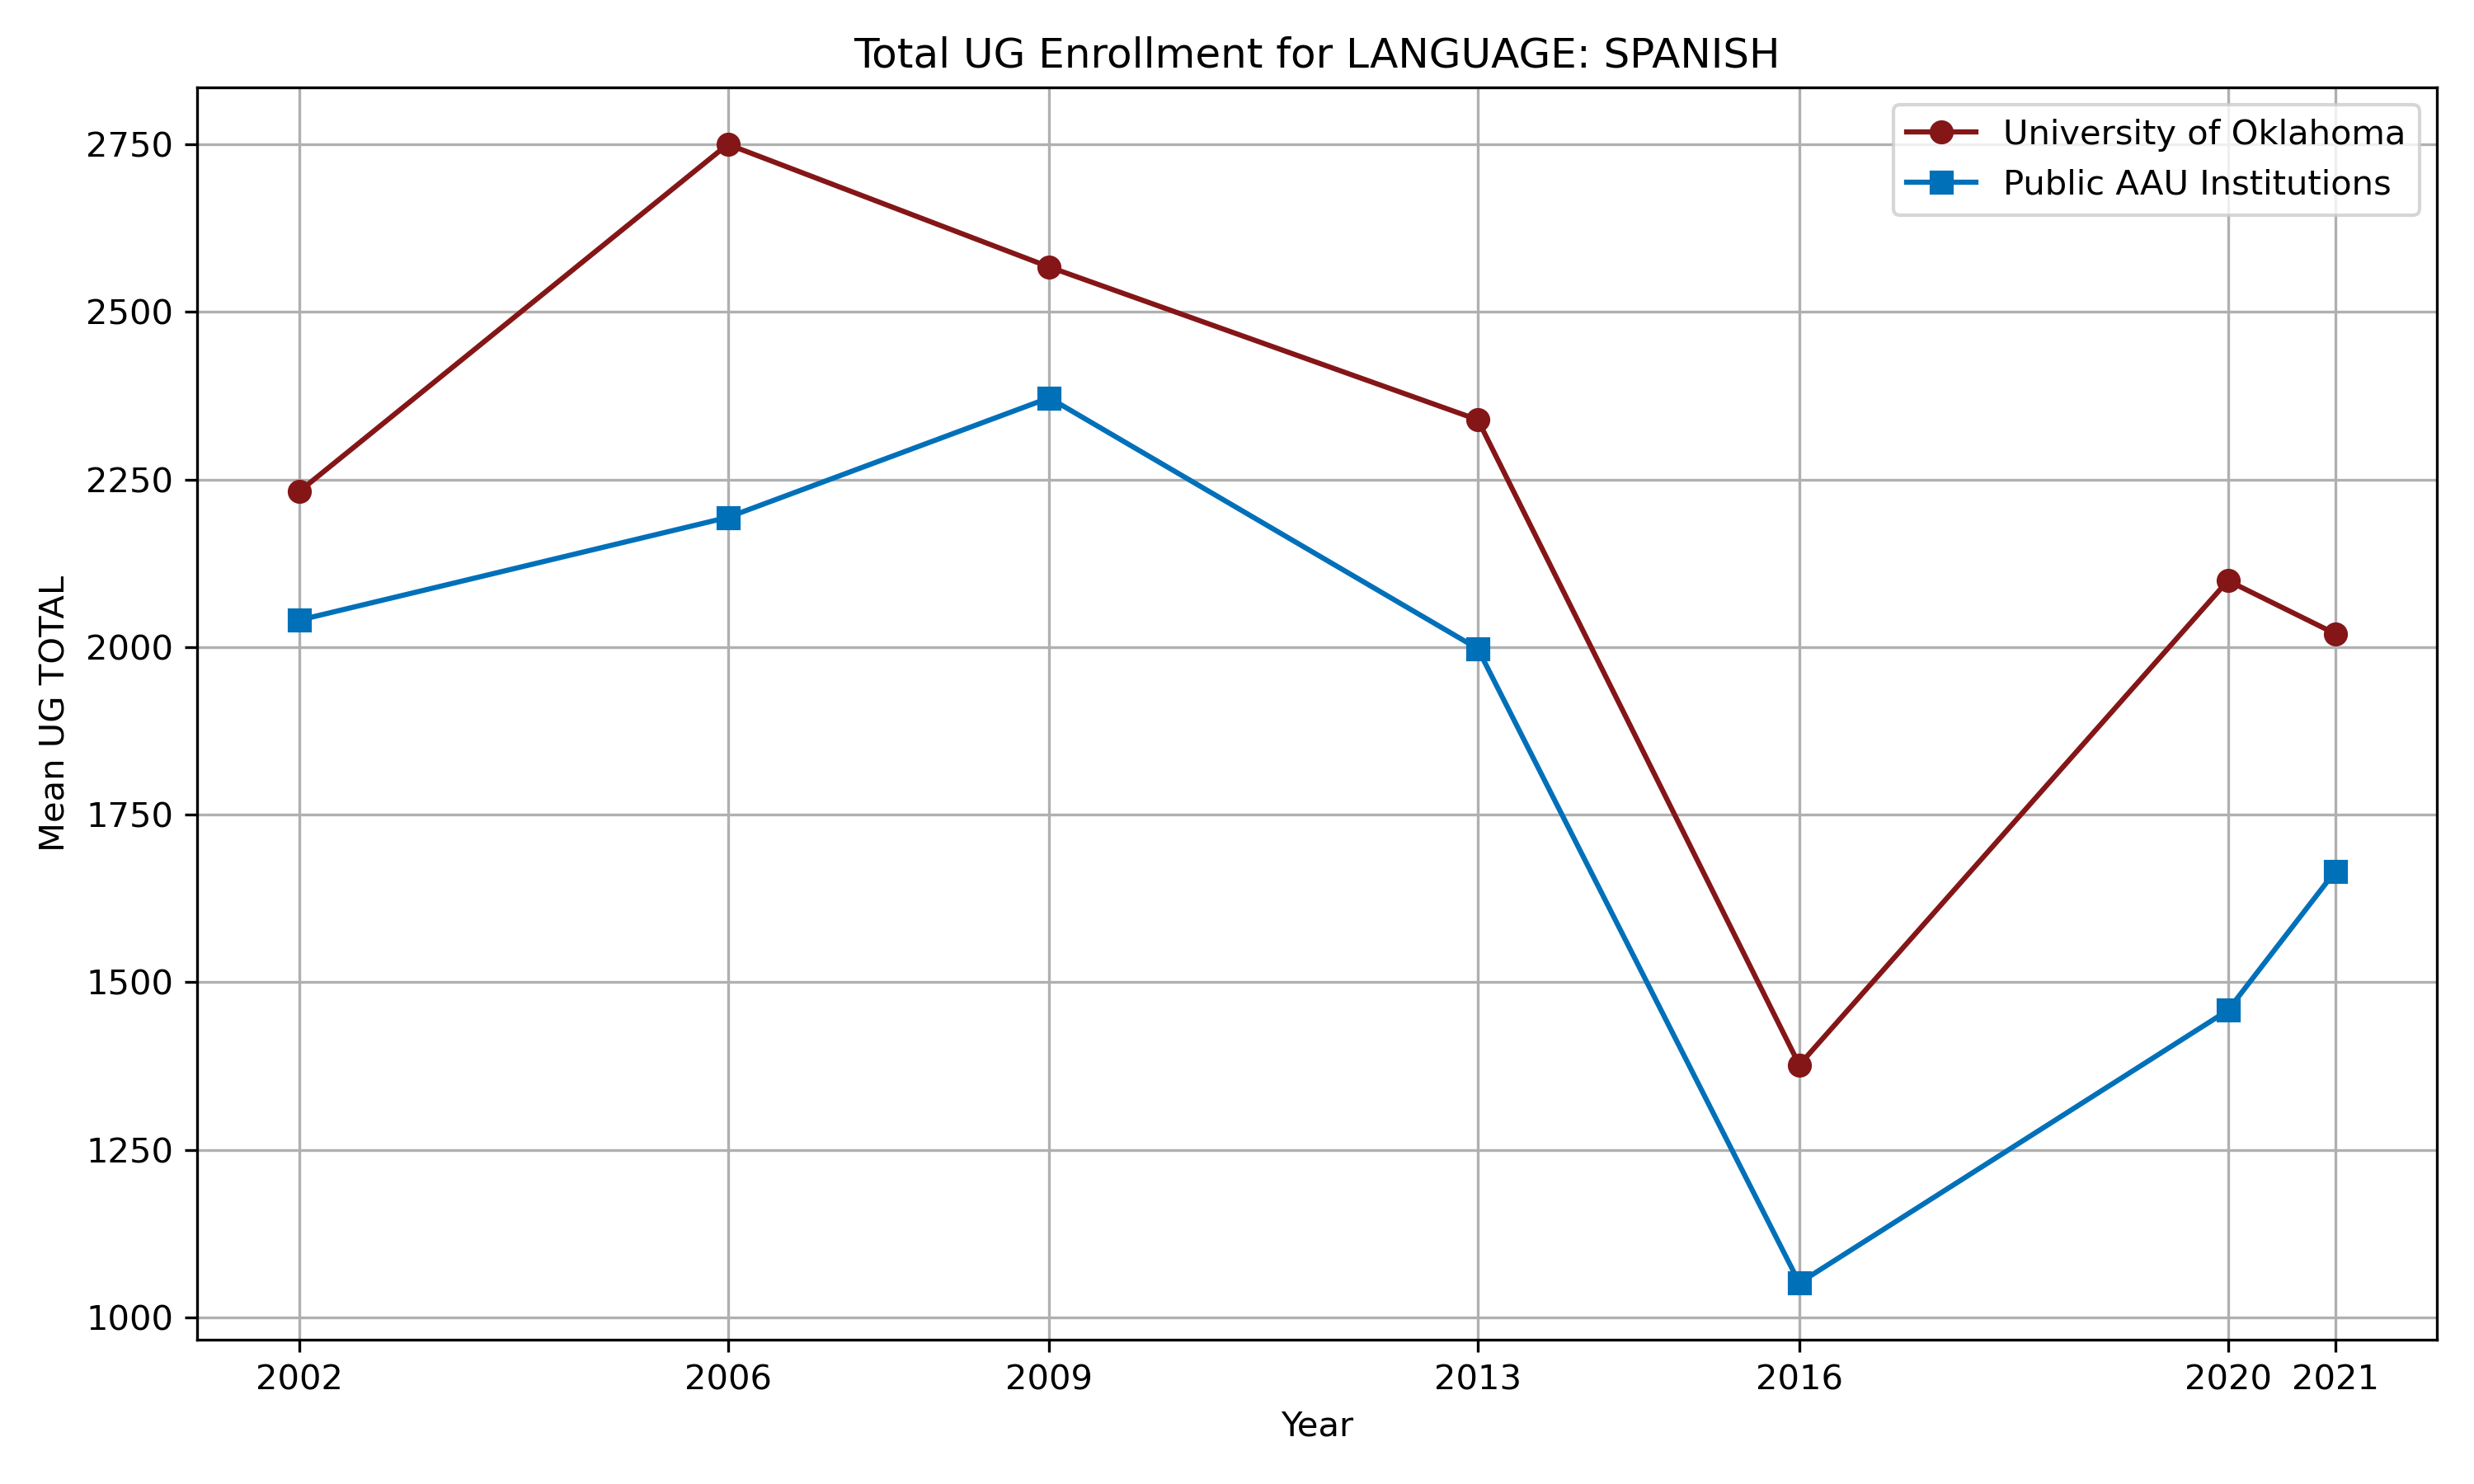 Total UG Enrollment for LANGUAGE: SPANISH
University of Oklahoma
Public AAU Institutions
Mean UG TOTAL
2750
2500
2250
2000
1750
1500
1250
1000
2002 2006 2009 2013 2016 2020 2021
Year